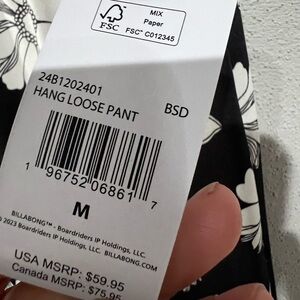 FSC
MIX
Paper
FSC™ C012345
24B1202401
HANG LOOSE PANT
BSD
1 96752 06861 7
M
BILLABONG™ - Boardriders IP Holdings, LLC.
© 2023 Boardriders IP Holdings, LLC. BILLABONG.COM
USA MSRP: $59.95
Canada MSRP: $75.95